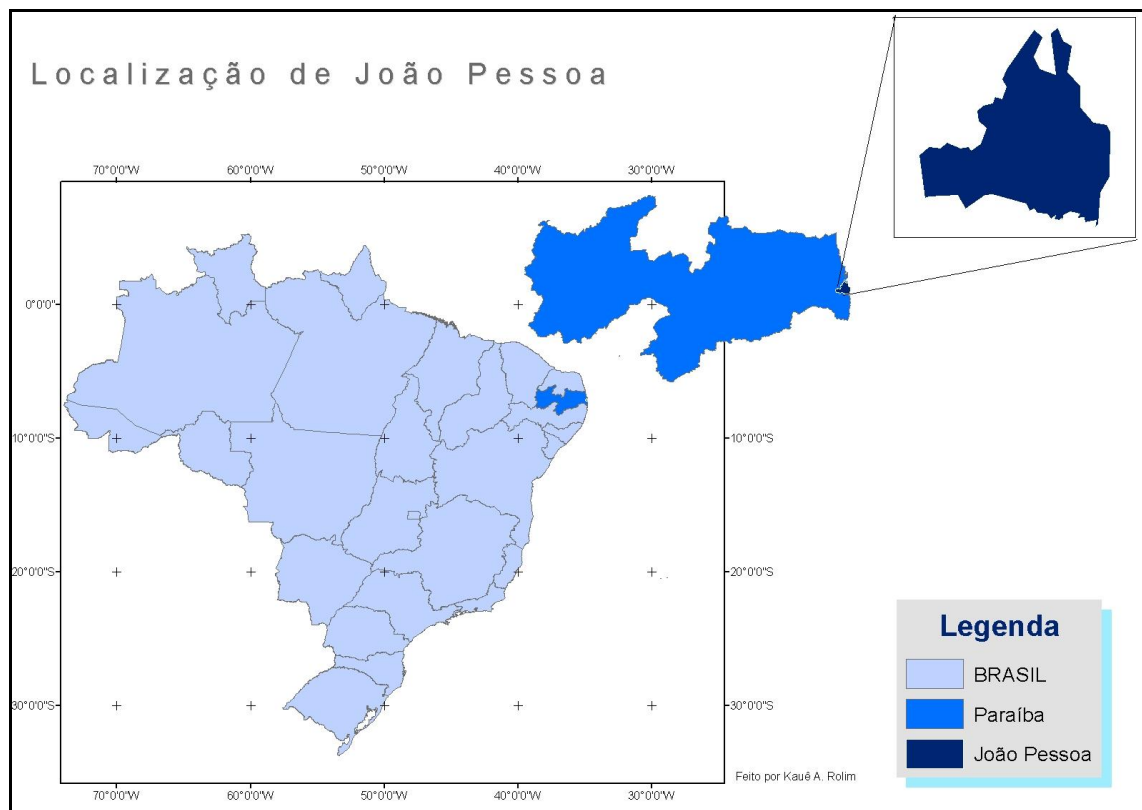 Localização de João Pessoa
70°0'0"W 60°0'0"W 50°0'0"W 40°0'0"W 30°0'0"W
0°0'0" 0°0'0"
10°0'0"S 10°0'0"S
20°0'0"S 20°0'0"S
30°0'0"S 30°0'0"S
70°0'0"W 60°0'0"W 50°0'0"W 40°0'0"W 30°0'0"W
Legenda
BRASIL
Paraíba
João Pessoa
Feito por Kauê A. Rolim